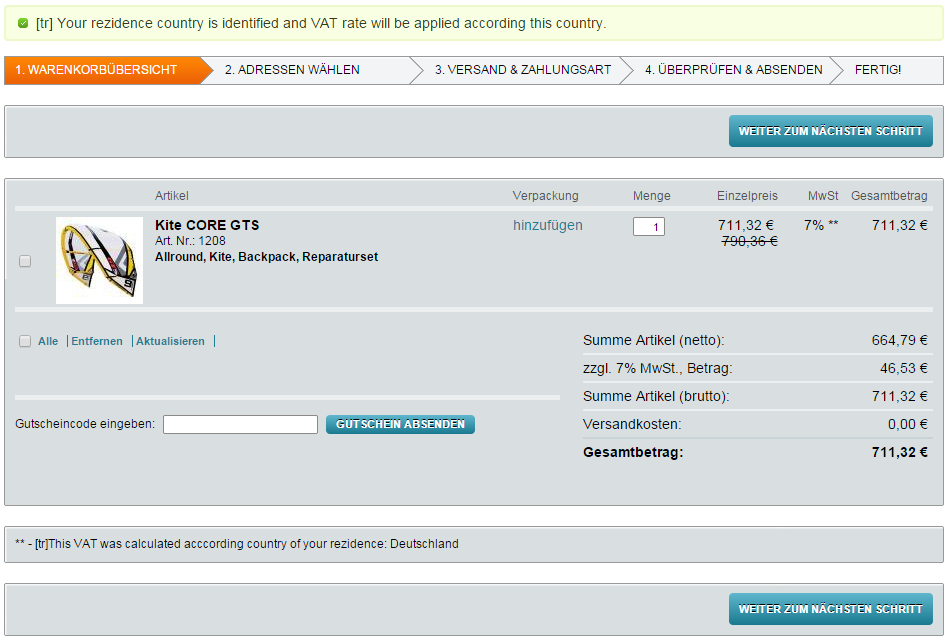 [tr] Your rezidence country is identified and VAT rate will be applied according this country.
1. WARENKORBÜBERSICHT 2. ADRESSEN WÄHLEN 3. VERSAND & ZAHLUNGSART 4. ÜBERPRÜFEN & ABSENDEN FERTIG!
WEITER ZUM NÄCHSTEN SCHRITT
Artikel Verpackung Menge Einzelpreis MwSt Gesamtbetrag
Kite CORE GTS hinzufügen 1 711,32 € 7% ** 711,32 €
Art. Nr.: 1208 790,36 €
Allround, Kite, Backpack, Reparaturset
Alle | Entfernen | Aktualisieren |
Summe Artikel (netto): 664,79 €
zzgl. 7% MwSt., Betrag: 46,53 €
Summe Artikel (brutto): 711,32 €
Gutscheincode eingeben: GUTSCHEIN ABSENDEN
Versandkosten: 0,00 €
Gesamtbetrag: 711,32 €
** - [tr]This VAT was calculated acccording country of your rezidence: Deutschland
WEITER ZUM NÄCHSTEN SCHRITT